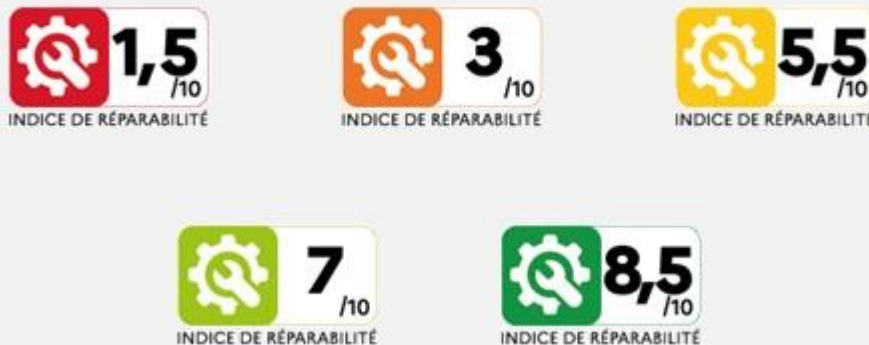 1,5 /10
INDICE DE RÉPARABILITÉ
3 /10
INDICE DE RÉPARABILITÉ
5,5 /10
INDICE DE RÉPARABILITÉ
7 /10
INDICE DE RÉPARABILITÉ
8,5 /10
INDICE DE RÉPARABILITÉ